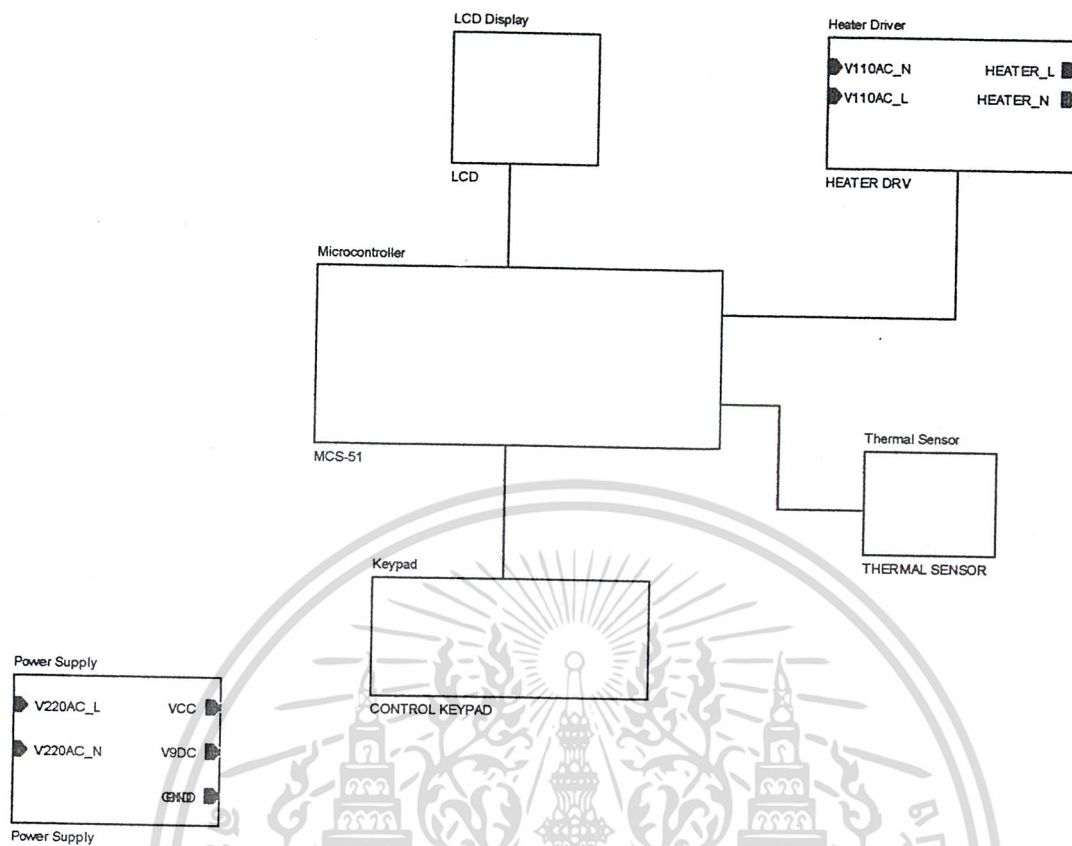 LCD Display
LCD
Heater Driver
V110AC_N
HEATER_L
V110AC_L
HEATER_N
HEATER DRV
Microcontroller
MCS-51
Thermal Sensor
THERMAL SENSOR
Keypad
CONTROL KEYPAD
Power Supply
V220AC_L
VCC
V220AC_N
V9DC
Power Supply